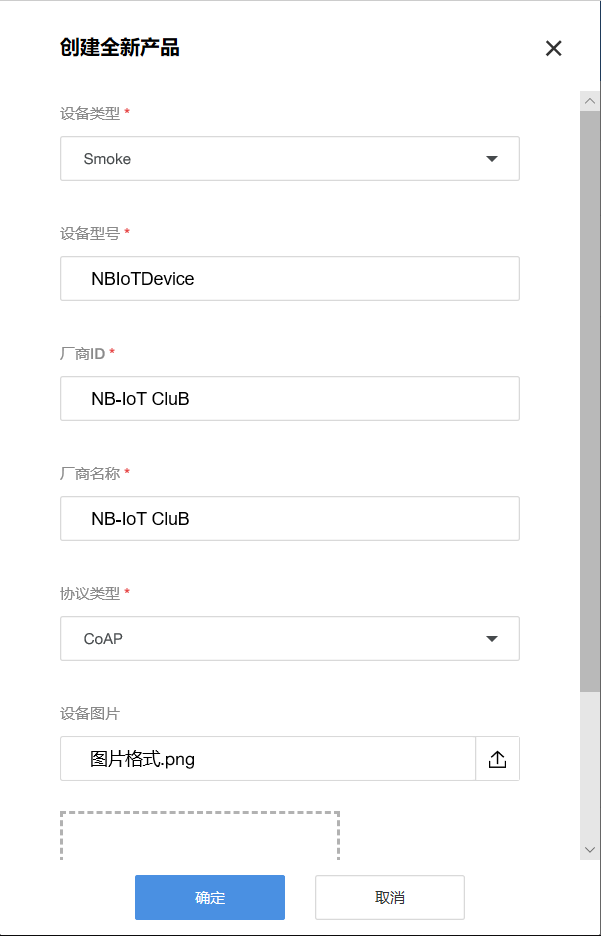 创建全新产品
设备类型 *
Smoke
设备型号 *
NBIoTDevice
厂商ID *
NB-IoT CluB
厂商名称 *
NB-IoT CluB
协议类型 *
CoAP
设备图片
图片格式.png
确定
取消